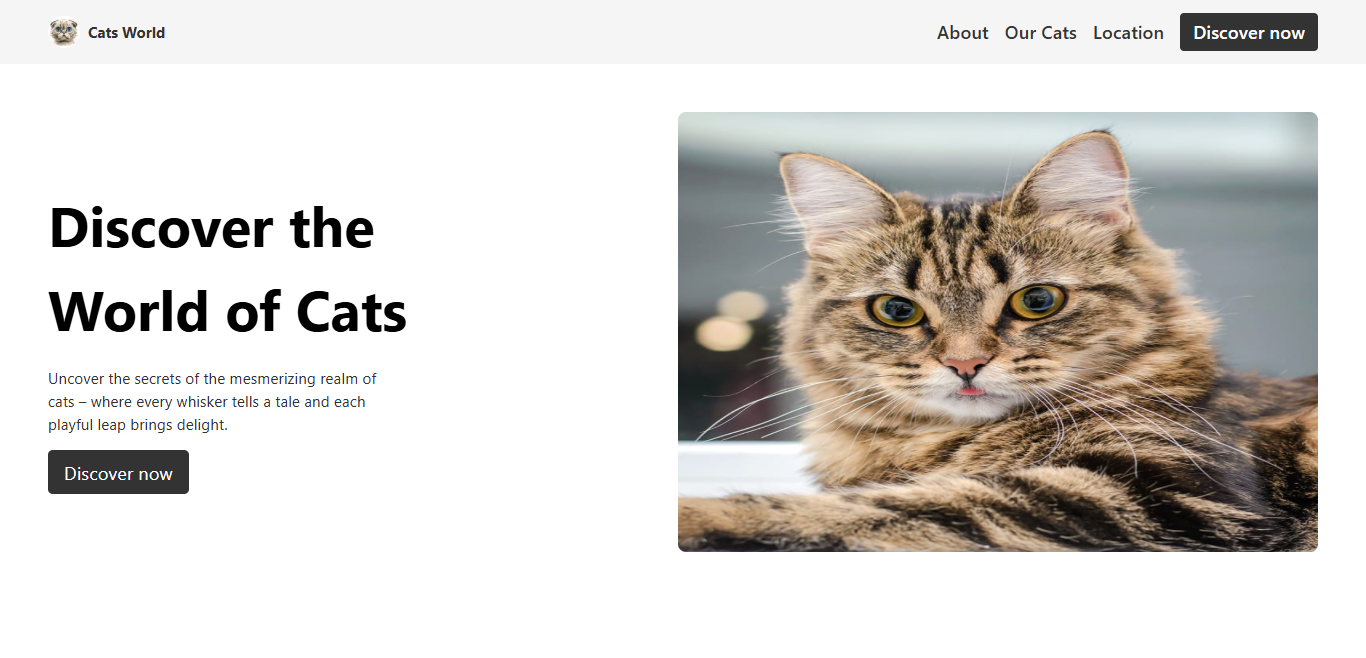 Cats World
About Our Cats Location Discover now
Discover the
World of Cats
Uncover the secrets of the mesmerizing realm of
cats – where every whisker tells a tale and each
playful leap brings delight.
Discover now